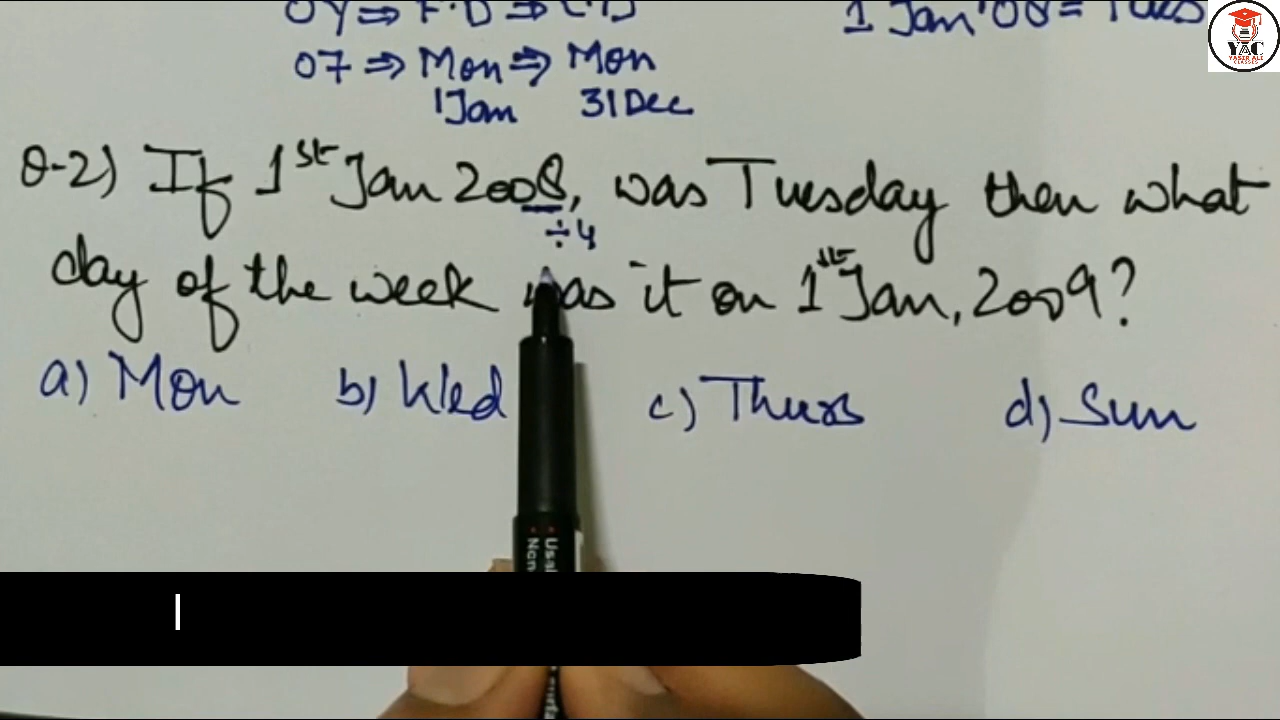 07 ⇒ Mon ⇒ Mon
1 Jan 31 Dec
1 Jan '08 = Tues
Q-2) If 1st Jan 2008, was Tuesday then what
÷4
day of the week was it on 1st Jan, 2009?
a) Mon b) Wed c) Thurs d) Sun
YAC